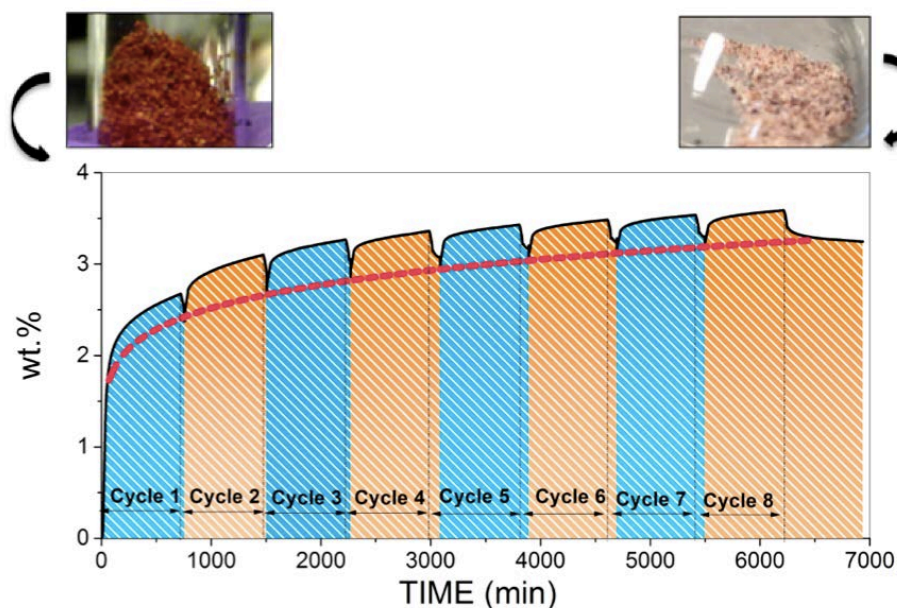 4
3
2
1
0
wt.%
Cycle 1
Cycle 2
Cycle 3
Cycle 4
Cycle 5
Cycle 6
Cycle 7
Cycle 8
0 1000 2000 3000 4000 5000 6000 7000
TIME (min)